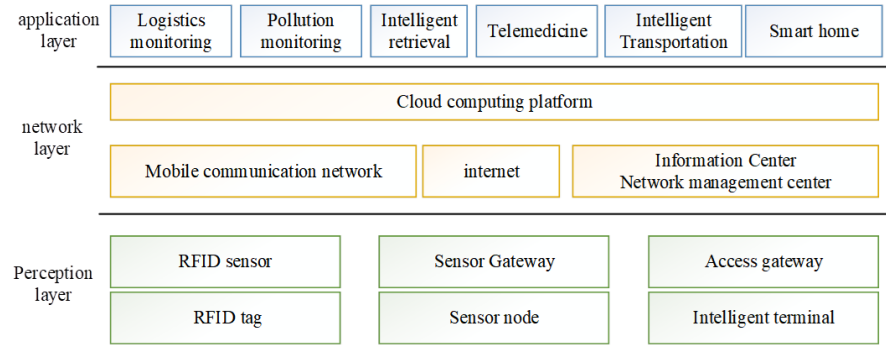 application
layer
Logistics
monitoring
Pollution
monitoring
Intelligent
retrieval
Telemedicine
Intelligent
Transportation
Smart home
network
layer
Cloud computing platform
Mobile communication network
internet
Information Center
Network management center
Perception
layer
RFID sensor
Sensor Gateway
Access gateway
RFID tag
Sensor node
Intelligent terminal